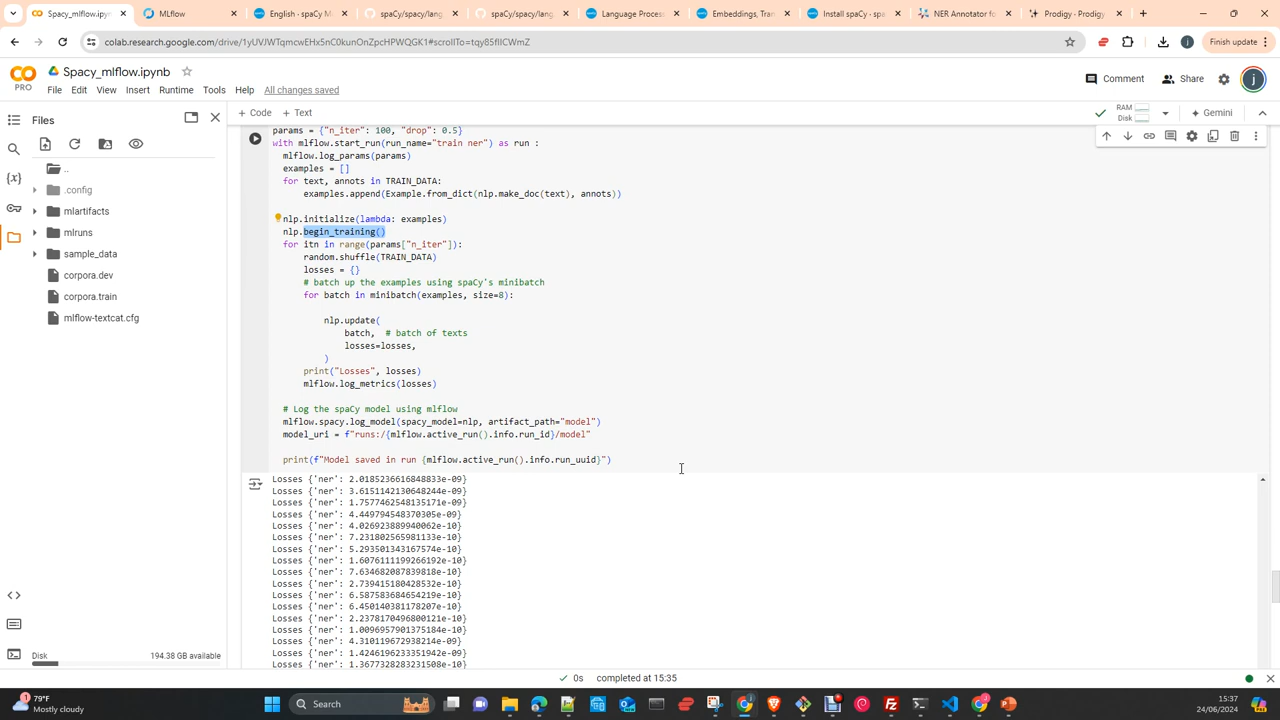 Spacy_mlflow.ipynb
MLflow
English · spaCy M
spaCy/spacy/lang
spaCy/spacy/lang
Language Process
Embeddings, Tran
Install spaCy · spa
NER Annotator fo
Prodigy · Prodigy
colab.research.google.com/drive/1yUVJWTqmcwEHx5nC0kunOnZpcHPWQGK1#scrollTo=tqy85flICWmZ
Finish update
Spacy_mlflow.ipynb
PRO
File Edit View Insert Runtime Tools Help All changes saved
Comment
Share
Files
+ Code + Text
RAM
Disk
Gemini
..
.config
mlartifacts
mlruns
sample_data
corpora.dev
corpora.train
mlflow-textcat.cfg
params = {"n_iter": 100, "drop": 0.5}
with mlflow.start_run(run_name="train ner") as run :
mlflow.log_params(params)
examples = []
for text, annots in TRAIN_DATA:
examples.append(Example.from_dict(nlp.make_doc(text), annots))
nlp.initialize(lambda: examples)
nlp.begin_training()
for itn in range(params["n_iter"]):
random.shuffle(TRAIN_DATA)
losses = {}
# batch up the examples using spaCy's minibatch
for batch in minibatch(examples, size=8):
nlp.update(
batch, # batch of texts
losses=losses,
)
print("Losses", losses)
mlflow.log_metrics(losses)
# Log the spaCy model using mlflow
mlflow.spacy.log_model(spacy_model=nlp, artifact_path="model")
model_uri = f"runs:/{mlflow.active_run().info.run_id}/model"
print(f"Model saved in run {mlflow.active_run().info.run_uuid}")
Losses {'ner': 2.0185236616848833e-09}
Losses {'ner': 3.6151142130648244e-09}
Losses {'ner': 1.7577462548135171e-09}
Losses {'ner': 4.449794548370305e-09}
Losses {'ner': 4.026923889940062e-10}
Losses {'ner': 7.231802565981133e-10}
Losses {'ner': 5.293501343167574e-10}
Losses {'ner': 1.6076111199266192e-10}
Losses {'ner': 7.634682087839818e-10}
Losses {'ner': 2.739415180428532e-10}
Losses {'ner': 6.587583684654219e-10}
Losses {'ner': 6.450140381178207e-10}
Losses {'ner': 2.2378170496800121e-10}
Losses {'ner': 1.0096957901375184e-10}
Losses {'ner': 4.310119672938214e-09}
Losses {'ner': 1.4246196233351942e-09}
Losses {'ner': 1.3677328283231508e-10}
Disk
194.38 GB available
0s completed at 15:35
79°F
Mostly cloudy
Search
15:37
24/06/2024